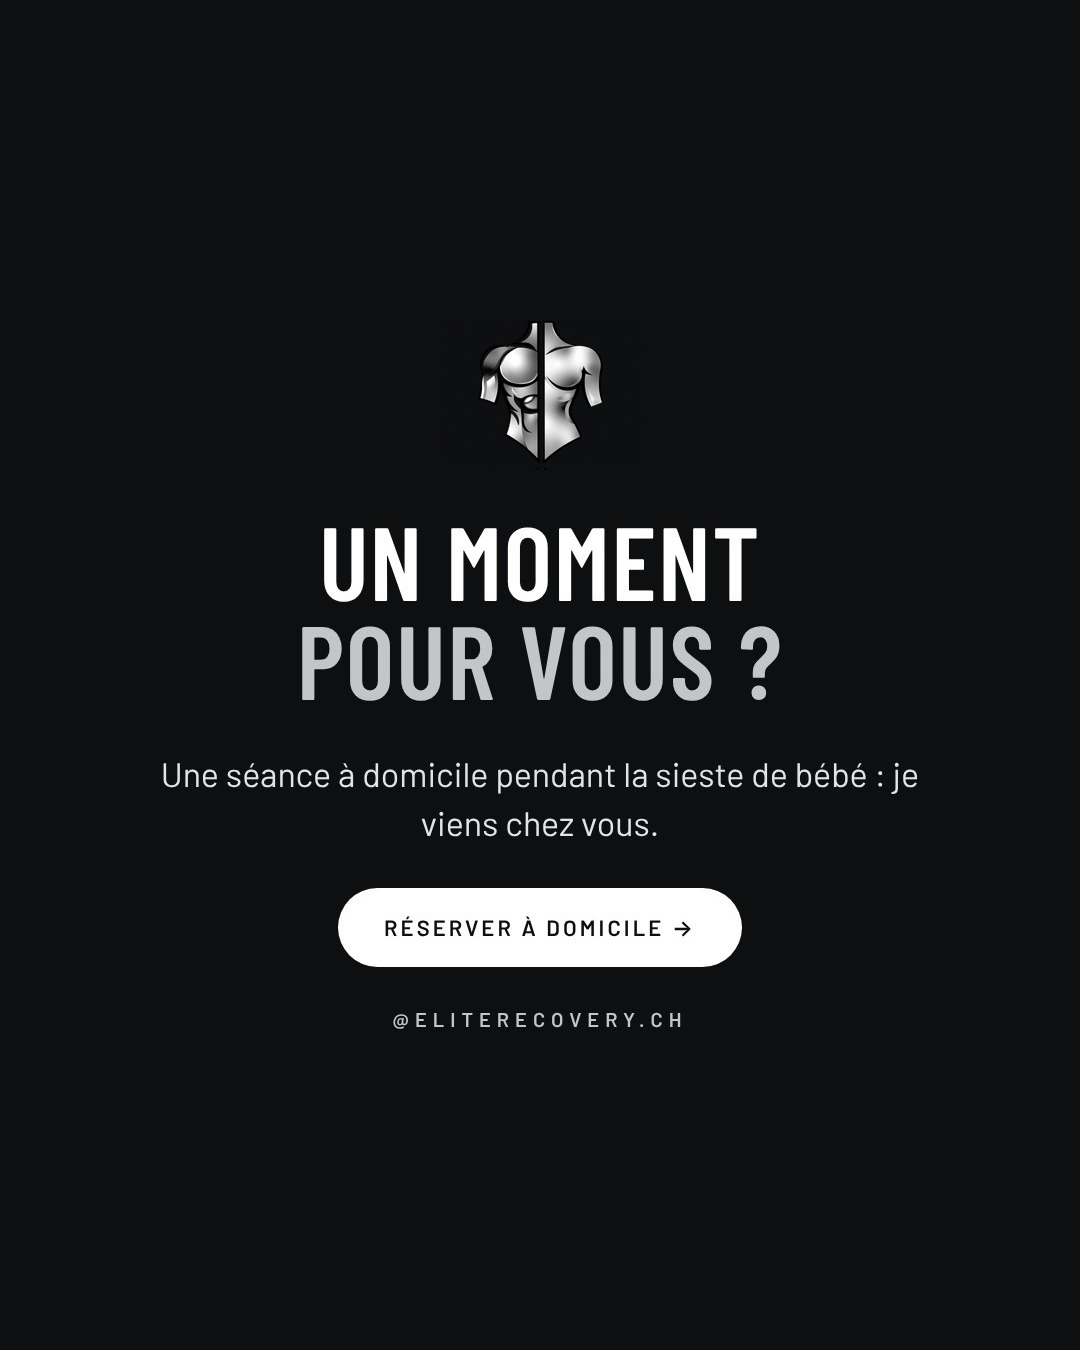 UN MOMENT
POUR VOUS ?
Une séance à domicile pendant la sieste de bébé : je
viens chez vous.
RÉSERVER À DOMICILE →
@ELITERECOVERY.CH